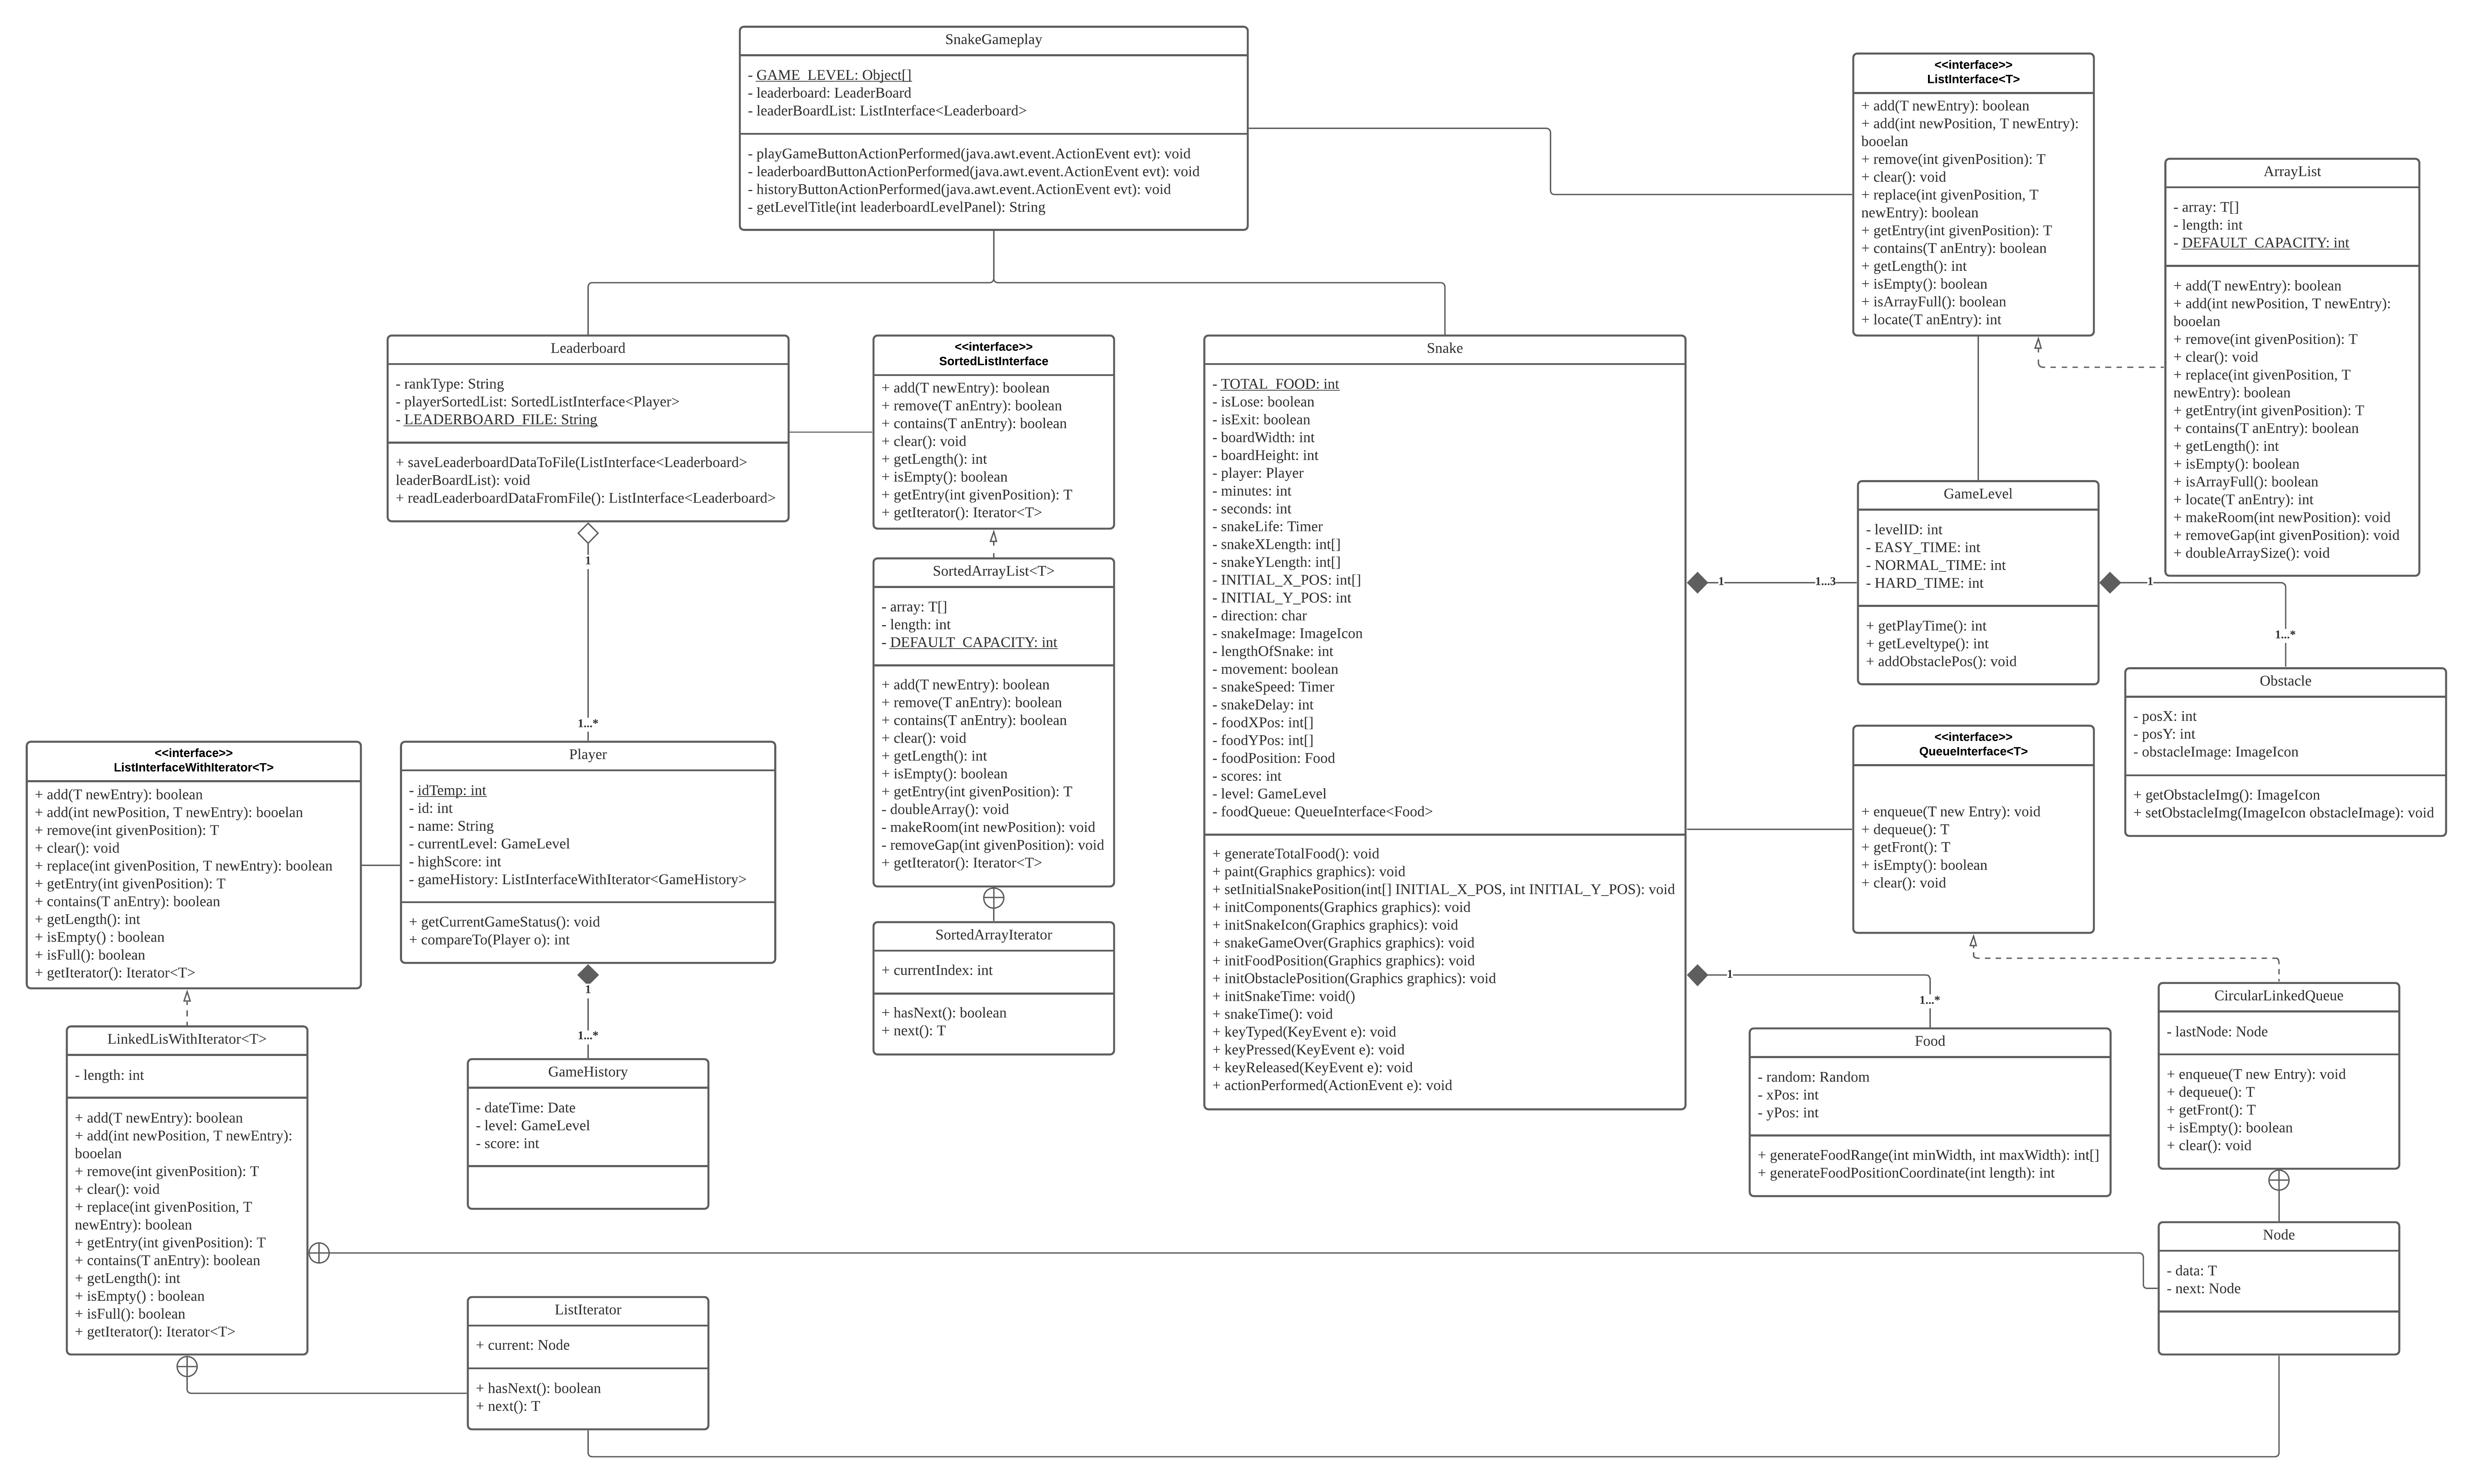 SnakeGameplay
- GAME_LEVEL: Object[]
- leaderboard: LeaderBoard
- leaderBoardList: ListInterface<Leaderboard>
- playGameButtonActionPerformed(java.awt.event.ActionEvent evt): void
- leaderboardButtonActionPerformed(java.awt.event.ActionEvent evt): void
- historyButtonActionPerformed(java.awt.event.ActionEvent evt): void
- getLevelTitle(int leaderboardLevelPanel): String
<<interface>>
ListInterface<T>
+ add(T newEntry): boolean
+ add(int newPosition, T newEntry):
booelan
+ remove(int givenPosition): T
+ clear(): void
+ replace(int givenPosition, T
newEntry): boolean
+ getEntry(int givenPosition): T
+ contains(T anEntry): boolean
+ getLength(): int
+ isEmpty(): boolean
+ isArrayFull(): boolean
+ locate(T anEntry): int
ArrayList
- array: T[]
- length: int
- DEFAULT_CAPACITY: int
+ add(T newEntry): boolean
+ add(int newPosition, T newEntry):
booelan
+ remove(int givenPosition): T
+ clear(): void
+ replace(int givenPosition, T
newEntry): boolean
+ getEntry(int givenPosition): T
+ contains(T anEntry): boolean
+ getLength(): int
+ isEmpty(): boolean
+ isArrayFull(): boolean
+ locate(T anEntry): int
+ makeRoom(int newPosition): void
+ removeGap(int givenPosition): void
+ doubleArraySize(): void
Leaderboard
- rankType: String
- playerSortedList: SortedListInterface<Player>
- LEADERBOARD_FILE: String
+ saveLeaderboardDataToFile(ListInterface<Leaderboard>
leaderBoardList): void
+ readLeaderboardDataFromFile(): ListInterface<Leaderboard>
1
1...*
<<interface>>
SortedListInterface
+ add(T newEntry): boolean
+ remove(T anEntry): boolean
+ contains(T anEntry): boolean
+ clear(): void
+ getLength(): int
+ isEmpty(): boolean
+ getEntry(int givenPosition): T
+ getIterator(): Iterator<T>
SortedArrayList<T>
- array: T[]
- length: int
- DEFAULT_CAPACITY: int
+ add(T newEntry): boolean
+ remove(T anEntry): boolean
+ contains(T anEntry): boolean
+ clear(): void
+ getLength(): int
+ isEmpty(): boolean
+ getEntry(int givenPosition): T
- doubleArray(): void
- makeRoom(int newPosition): void
- removeGap(int givenPosition): void
+ getIterator(): Iterator<T>
SortedArrayIterator
+ currentIndex: int
+ hasNext(): boolean
+ next(): T
Snake
- TOTAL_FOOD: int
- isLose: boolean
- isExit: boolean
- boardWidth: int
- boardHeight: int
- player: Player
- minutes: int
- seconds: int
- snakeLife: Timer
- snakeXLength: int[]
- snakeYLength: int[]
- INITIAL_X_POS: int[]
- INITIAL_Y_POS: int
- direction: char
- snakeImage: ImageIcon
- lengthOfSnake: int
- movement: boolean
- snakeSpeed: Timer
- snakeDelay: int
- foodXPos: int[]
- foodYPos: int[]
- foodPosition: Food
- scores: int
- level: GameLevel
- foodQueue: QueueInterface<Food>
+ generateTotalFood(): void
+ paint(Graphics graphics): void
+ setInitialSnakePosition(int[] INITIAL_X_POS, int INITIAL_Y_POS): void
+ initComponents(Graphics graphics): void
+ initSnakeIcon(Graphics graphics): void
+ snakeGameOver(Graphics graphics): void
+ initFoodPosition(Graphics graphics): void
+ initObstaclePosition(Graphics graphics): void
+ initSnakeTime: void()
+ snakeTime(): void
+ keyTyped(KeyEvent e): void
+ keyPressed(KeyEvent e): void
+ keyReleased(KeyEvent e): void
+ actionPerformed(ActionEvent e): void
1
1...3
GameLevel
- levelID: int
- EASY_TIME: int
- NORMAL_TIME: int
- HARD_TIME: int
+ getPlayTime(): int
+ getLeveltype(): int
+ addObstaclePos(): void
1
1...*
Obstacle
- posX: int
- posY: int
- obstacleImage: ImageIcon
+ getObstacleImg(): ImageIcon
+ setObstacleImg(ImageIcon obstacleImage): void
<<interface>>
QueueInterface<T>
+ enqueue(T new Entry): void
+ dequeue(): T
+ getFront(): T
+ isEmpty(): boolean
+ clear(): void
1
1...*
Food
- random: Random
- xPos: int
- yPos: int
+ generateFoodRange(int minWidth, int maxWidth): int[]
+ generateFoodPositionCoordinate(int length): int
CircularLinkedQueue
- lastNode: Node
+ enqueue(T new Entry): void
+ dequeue(): T
+ getFront(): T
+ isEmpty(): boolean
+ clear(): void
Node
- data: T
- next: Node
<<interface>>
ListInterfaceWithIterator<T>
+ add(T newEntry): boolean
+ add(int newPosition, T newEntry): booelan
+ remove(int givenPosition): T
+ clear(): void
+ replace(int givenPosition, T newEntry): boolean
+ getEntry(int givenPosition): T
+ contains(T anEntry): boolean
+ getLength(): int
+ isEmpty() : boolean
+ isFull(): boolean
+ getIterator(): Iterator<T>
Player
- idTemp: int
- id: int
- name: String
- currentLevel: GameLevel
- highScore: int
- gameHistory: ListInterfaceWithIterator<GameHistory>
+ getCurrentGameStatus(): void
+ compareTo(Player o): int
1
1...*
GameHistory
- dateTime: Date
- level: GameLevel
- score: int
LinkedLisWithIterator<T>
- length: int
+ add(T newEntry): boolean
+ add(int newPosition, T newEntry):
booelan
+ remove(int givenPosition): T
+ clear(): void
+ replace(int givenPosition, T
newEntry): boolean
+ getEntry(int givenPosition): T
+ contains(T anEntry): boolean
+ getLength(): int
+ isEmpty() : boolean
+ isFull(): boolean
+ getIterator(): Iterator<T>
ListIterator
+ current: Node
+ hasNext(): boolean
+ next(): T